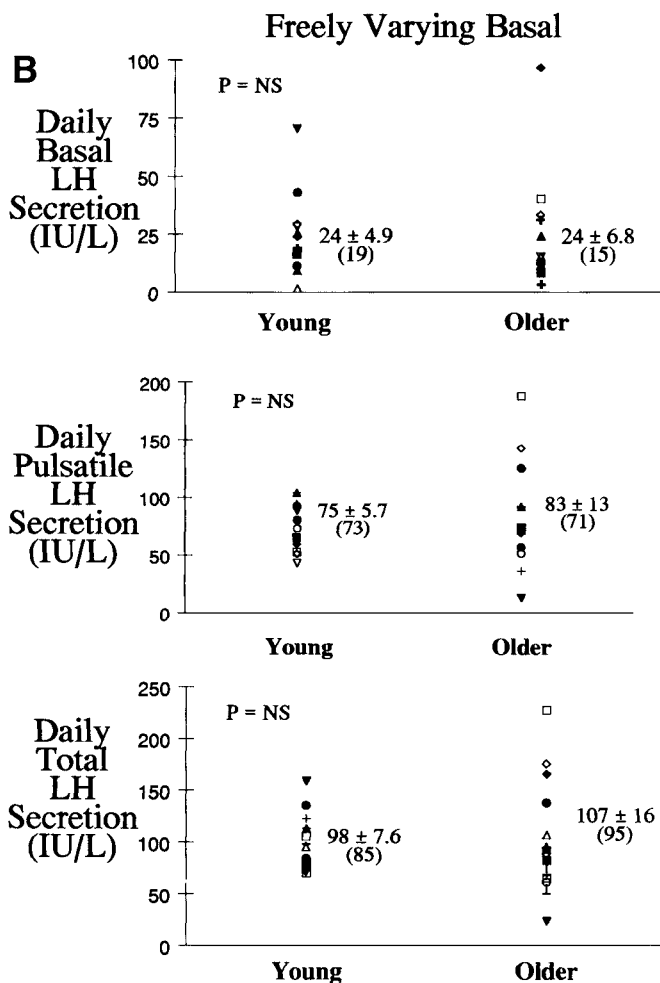 Freely Varying Basal
B
Daily
Basal
LH
Secretion
(IU/L)
100
75
50
25
0
P = NS
24 ± 4.9
(19)
24 ± 6.8
(15)
Young
Older
Daily
Pulsatile
LH
Secretion
(IU/L)
200
150
100
50
0
P = NS
75 ± 5.7
(73)
83 ± 13
(71)
Young
Older
Daily
Total
LH
Secretion
(IU/L)
250
200
150
100
50
0
P = NS
98 ± 7.6
(85)
107 ± 16
(95)
Young
Older